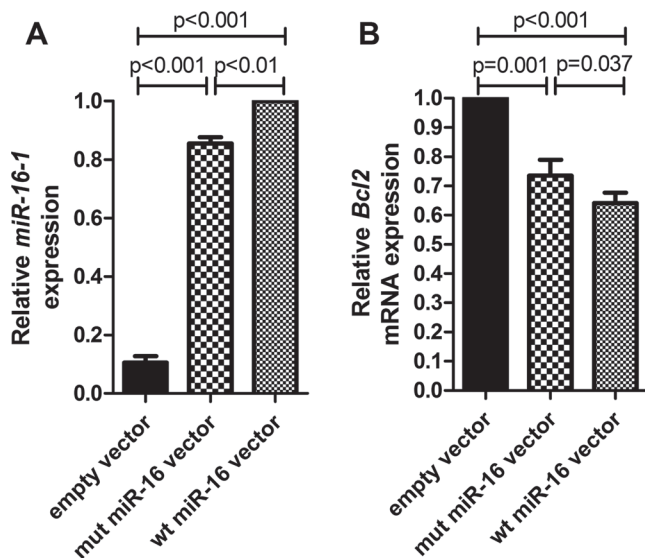 A
p<0.001
p<0.001
p<0.01
Relative miR-16-1
expression
1.0
0.8
0.6
0.4
0.2
0.0
empty vector
mut miR-16 vector
wt miR-16 vector
B
p<0.001
p=0.001
p=0.037
Relative Bcl2
mRNA expression
1.0
0.9
0.8
0.7
0.6
0.5
0.4
0.3
0.2
0.1
0.0
empty vector
mut miR-16 vector
wt miR-16 vector